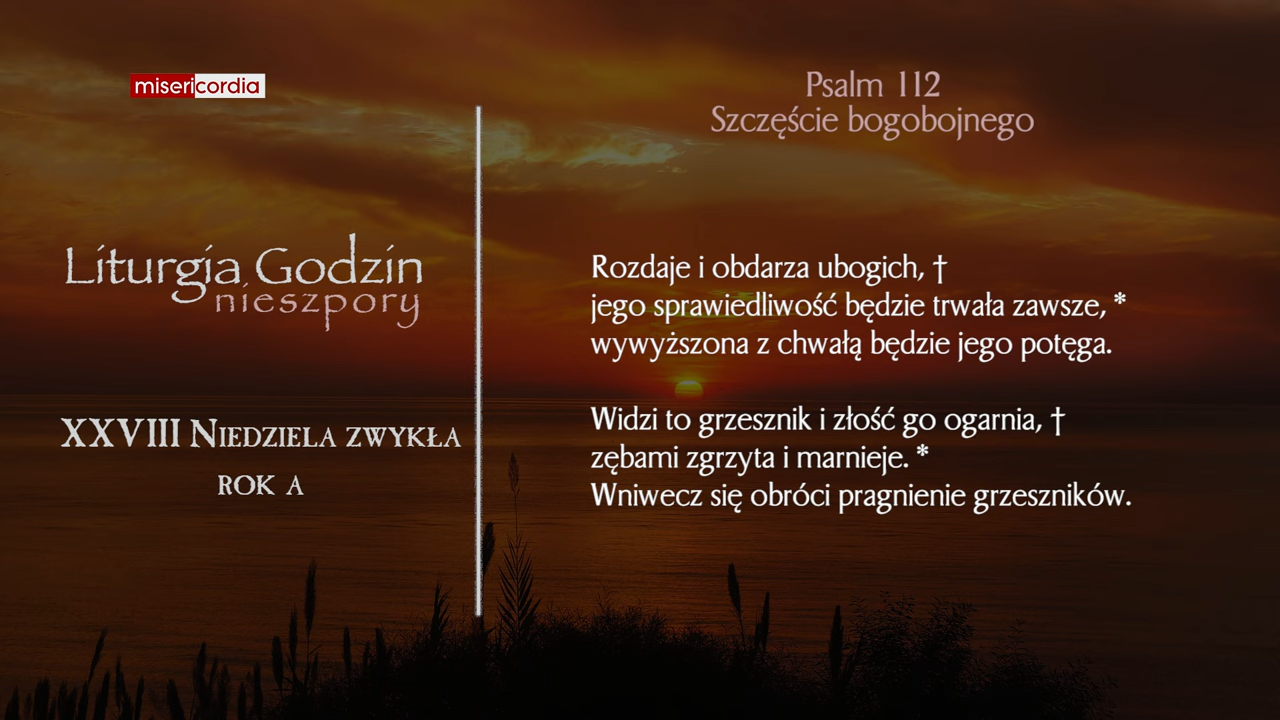 misericordia
Liturgia Godzin
nieszpory
XXVIII Niedziela zwykła
rok A
Psalm 112
Szczęście bogobojnego
Rozdaje i obdarza ubogich, †
jego sprawiedliwość będzie trwała zawsze, *
wywyższona z chwałą będzie jego potęga.
Widzi to grzesznik i złość go ogarnia, †
zębami zgrzyta i marnieje. *
Wniwecz się obróci pragnienie grzeszników.